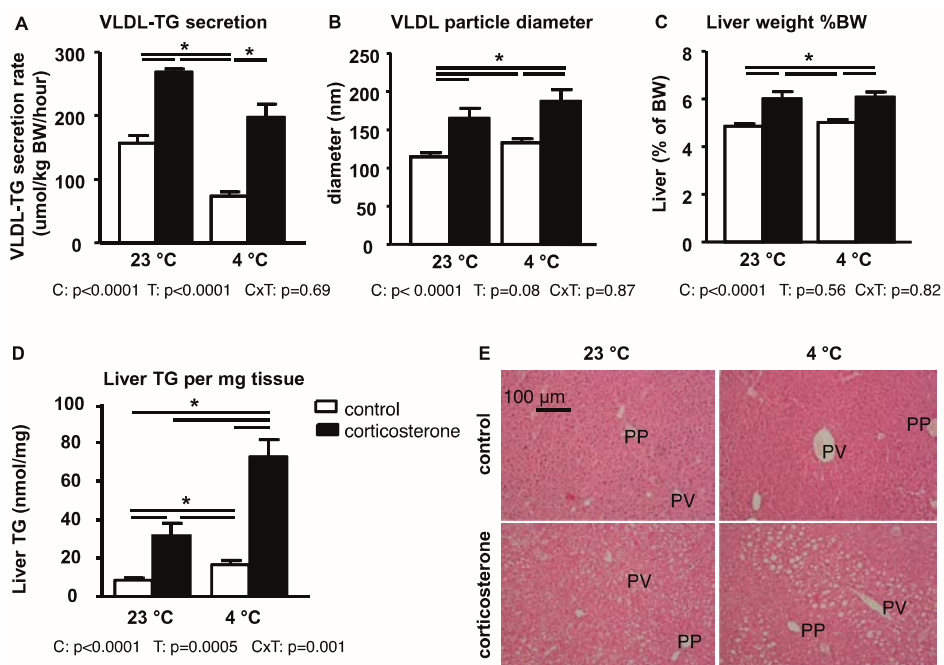 A VLDL-TG secretion
VLDL-TG secretion rate
(umol/kg BW/hour)
300
200
100
0
*
*
23 °C 4 °C
C: p<0.0001 T: p<0.0001 CxT: p=0.69
B VLDL particle diameter
diameter (nm)
250
200
150
100
50
0
*
23 °C 4 °C
C: p< 0.0001 T: p=0.08 CxT: p=0.87
C Liver weight %BW
Liver (% of BW)
8
6
4
2
0
*
23 °C 4 °C
C: p<0.0001 T: p=0.56 CxT: p=0.82
D
Liver TG per mg tissue
Liver TG (nmol/mg)
100
80
60
40
20
0
*
*
control
corticosterone
23 °C 4 °C
C: p<0.0001 T: p=0.0005 CxT: p=0.001
E 23 °C 4 °C
control
100 µm
PP
PV
PP
PV
corticosterone
PV
PP
PV
PP